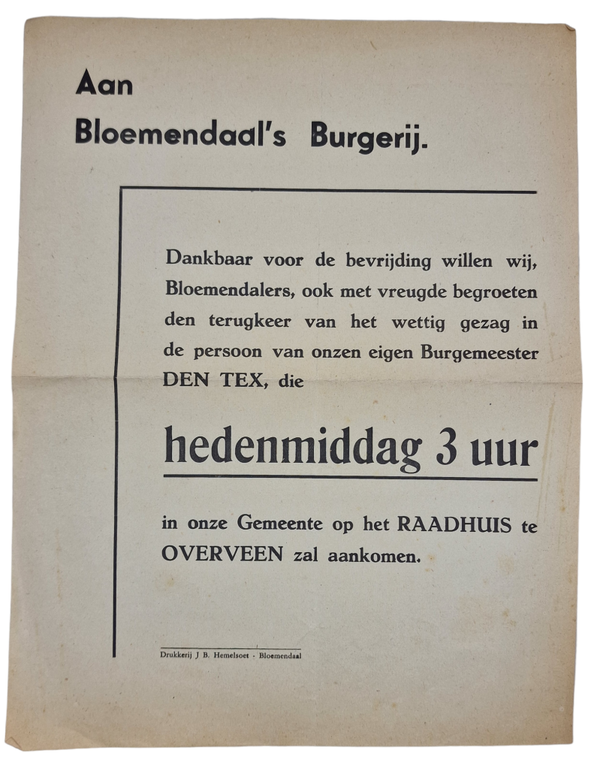 Aan
Bloemendaal's Burgerij.
Dankbaar voor de bevrijding willen wij,
Bloemendalers, ook met vreugde begroeten
den terugkeer van het wettig gezag in
de persoon van onzen eigen Burgemeester
DEN TEX, die
hedenmiddag 3 uur
in onze Gemeente op het RAADHUIS te
OVERVEEN zal aankomen.
Drukkerij J B. Hemelsoet - Bloemendaal